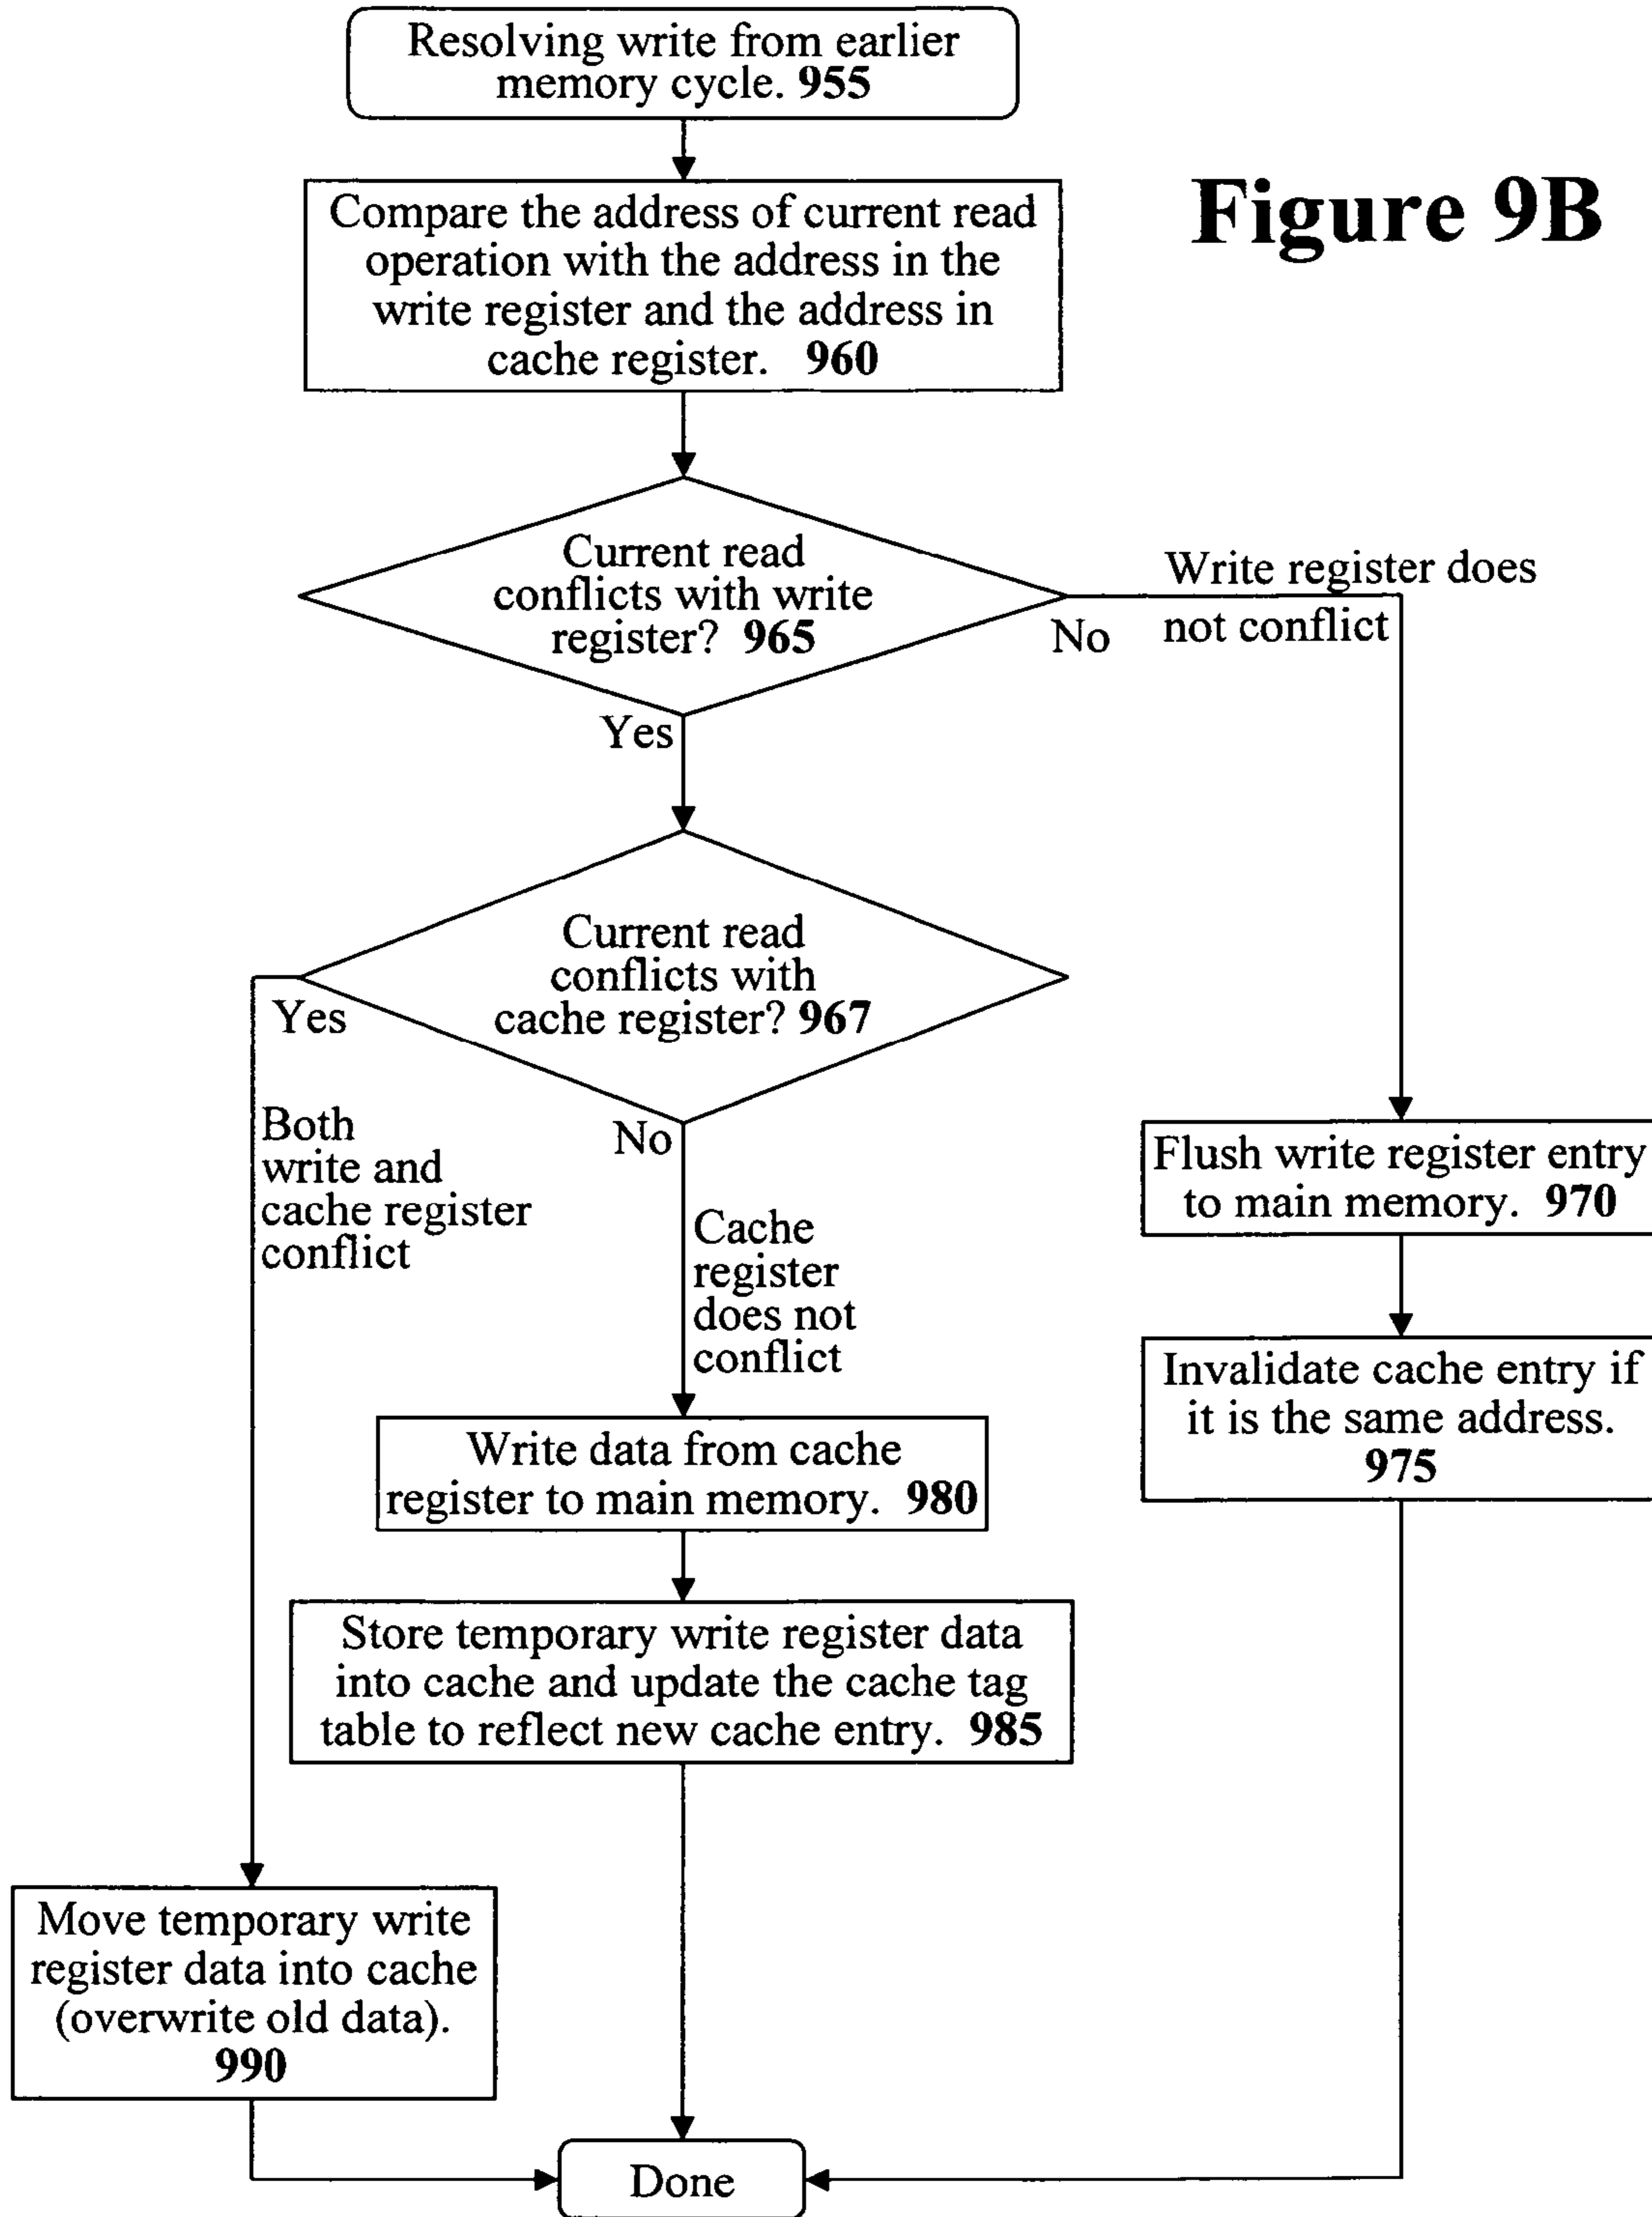 Resolving write from earlier
memory cycle. 955
Figure 9B
Compare the address of current read
operation with the address in the
write register and the address in
cache register. 960
Current read
conflicts with write
register? 965
Write register does
not conflict
No
Yes
Current read
conflicts with
cache register? 967
Yes
Both
write and
cache register
conflict
No
Cache
register
does not
conflict
Flush write register entry
to main memory. 970
Invalidate cache entry if
it is the same address.
975
Write data from cache
register to main memory. 980
Store temporary write register data
into cache and update the cache tag
table to reflect new cache entry. 985
Move temporary write
register data into cache
(overwrite old data).
990
Done